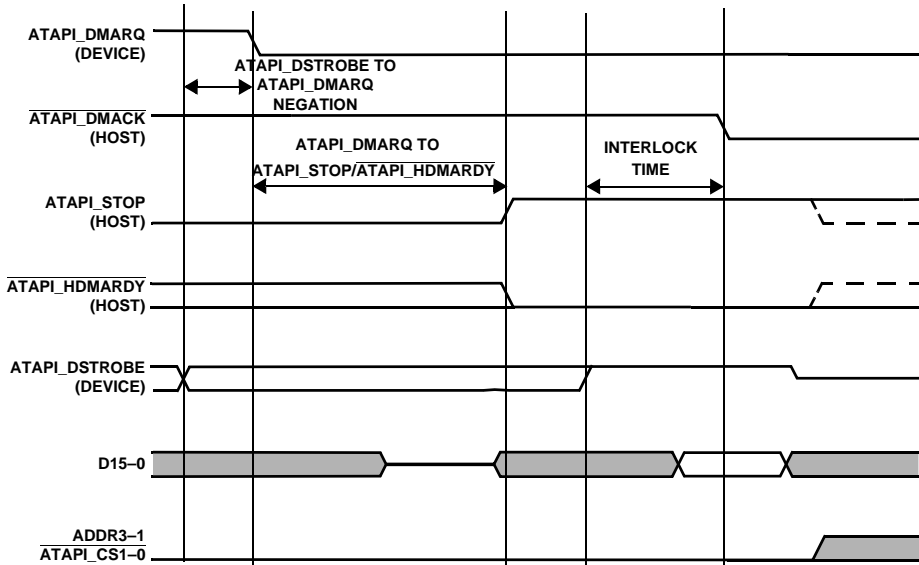 ATAPI_DMARQ
(DEVICE)
ATAPI_DSTROBE TO
ATAPI_DMARQ
NEGATION
ATAPI_DMACK
(HOST)
ATAPI_DMARQ TO
ATAPI_STOP/ATAPI_HDMARDY
INTERLOCK
TIME
ATAPI_STOP
(HOST)
ATAPI_HDMARDY
(HOST)
ATAPI_DSTROBE
(DEVICE)
D15–0
ADDR3–1
ATAPI_CS1–0